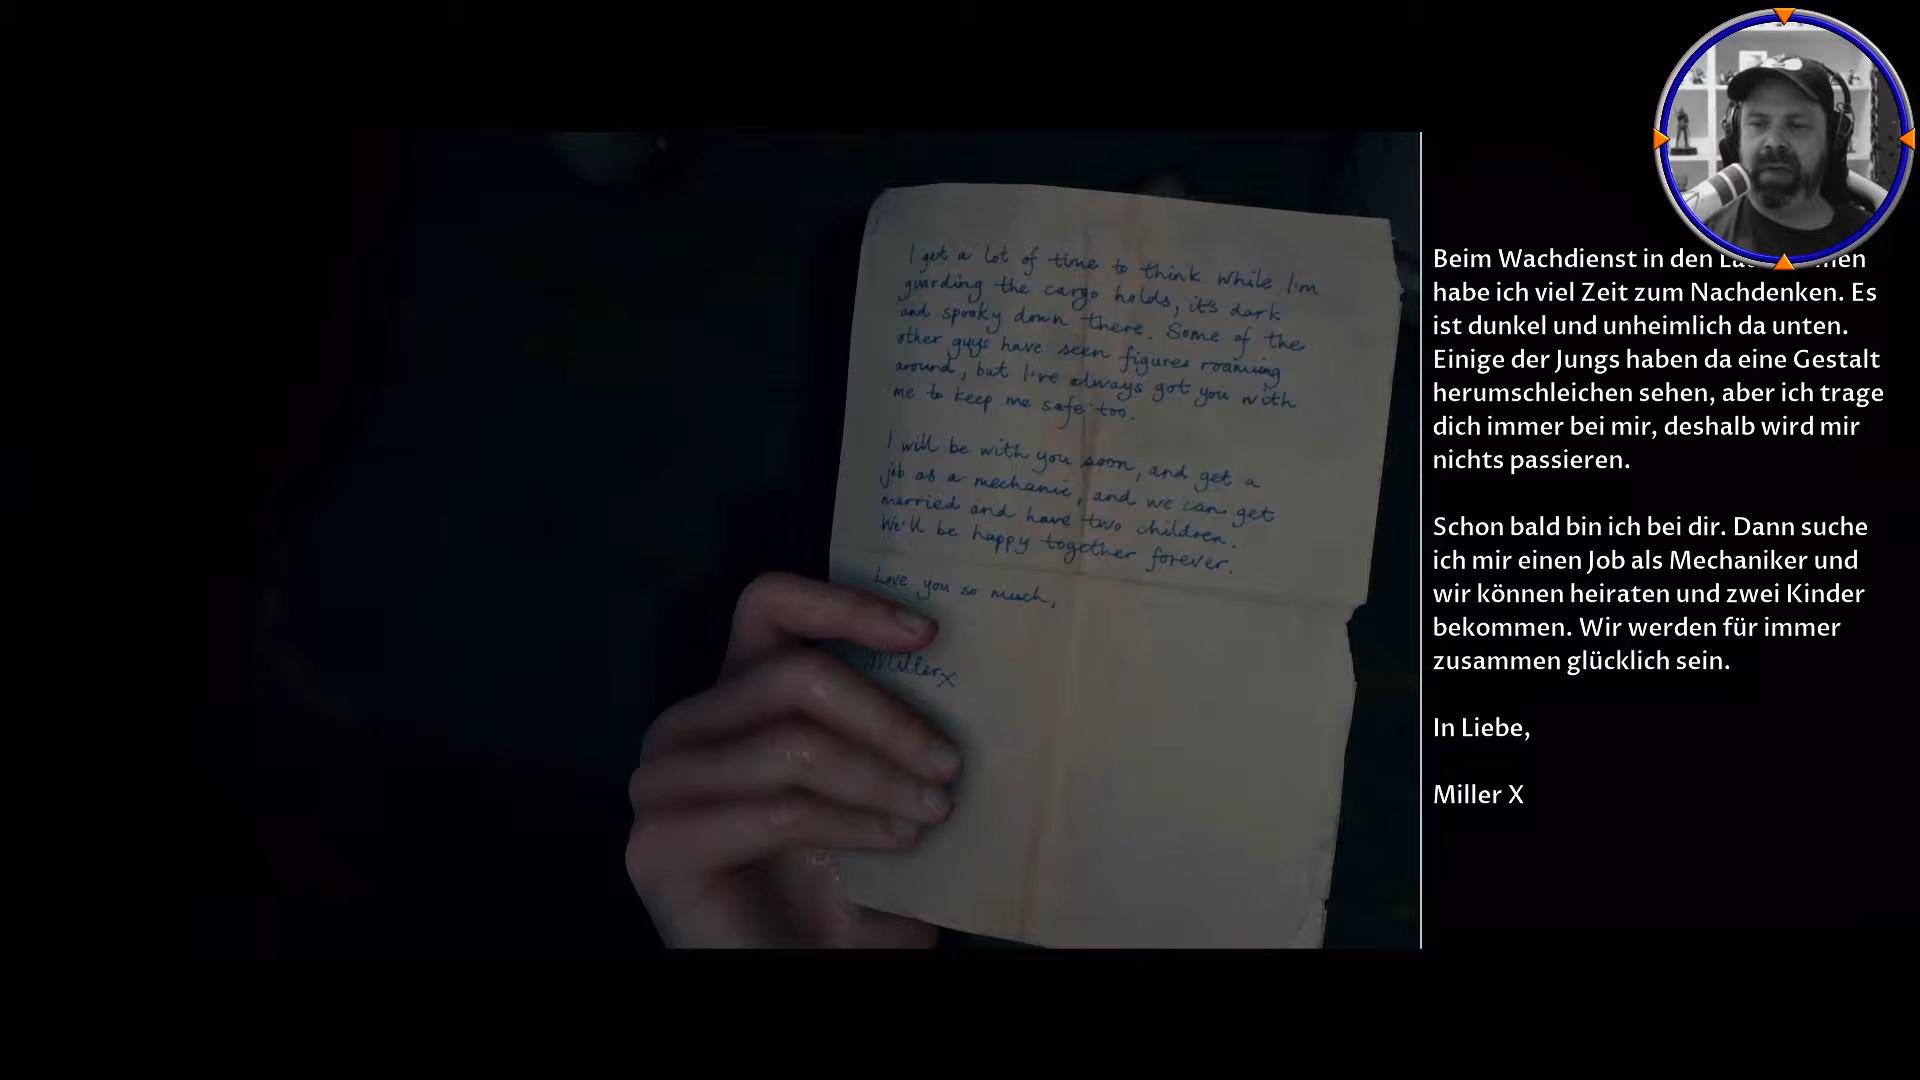 I get a lot of time to think while I'm
guarding the cargo holds, it's dark
and spooky down there. Some of the
other guys have seen figures roaming
around, but I've always got you with
me to keep me safe too.
I will be with you soon, and get a
job as a mechanic, and we can get
married and have two children.
We'll be happy together forever.
Love you so much,
Miller x
Beim Wachdienst in den
habe ich viel Zeit zum Nachdenken. Es
ist dunkel und unheimlich da unten.
Einige der Jungs haben da eine Gestalt
herumschleichen sehen, aber ich trage
dich immer bei mir, deshalb wird mir
nichts passieren.
Schon bald bin ich bei dir. Dann suche
ich mir einen Job als Mechaniker und
wir können heiraten und zwei Kinder
bekommen. Wir werden für immer
zusammen glücklich sein.
In Liebe,
Miller X